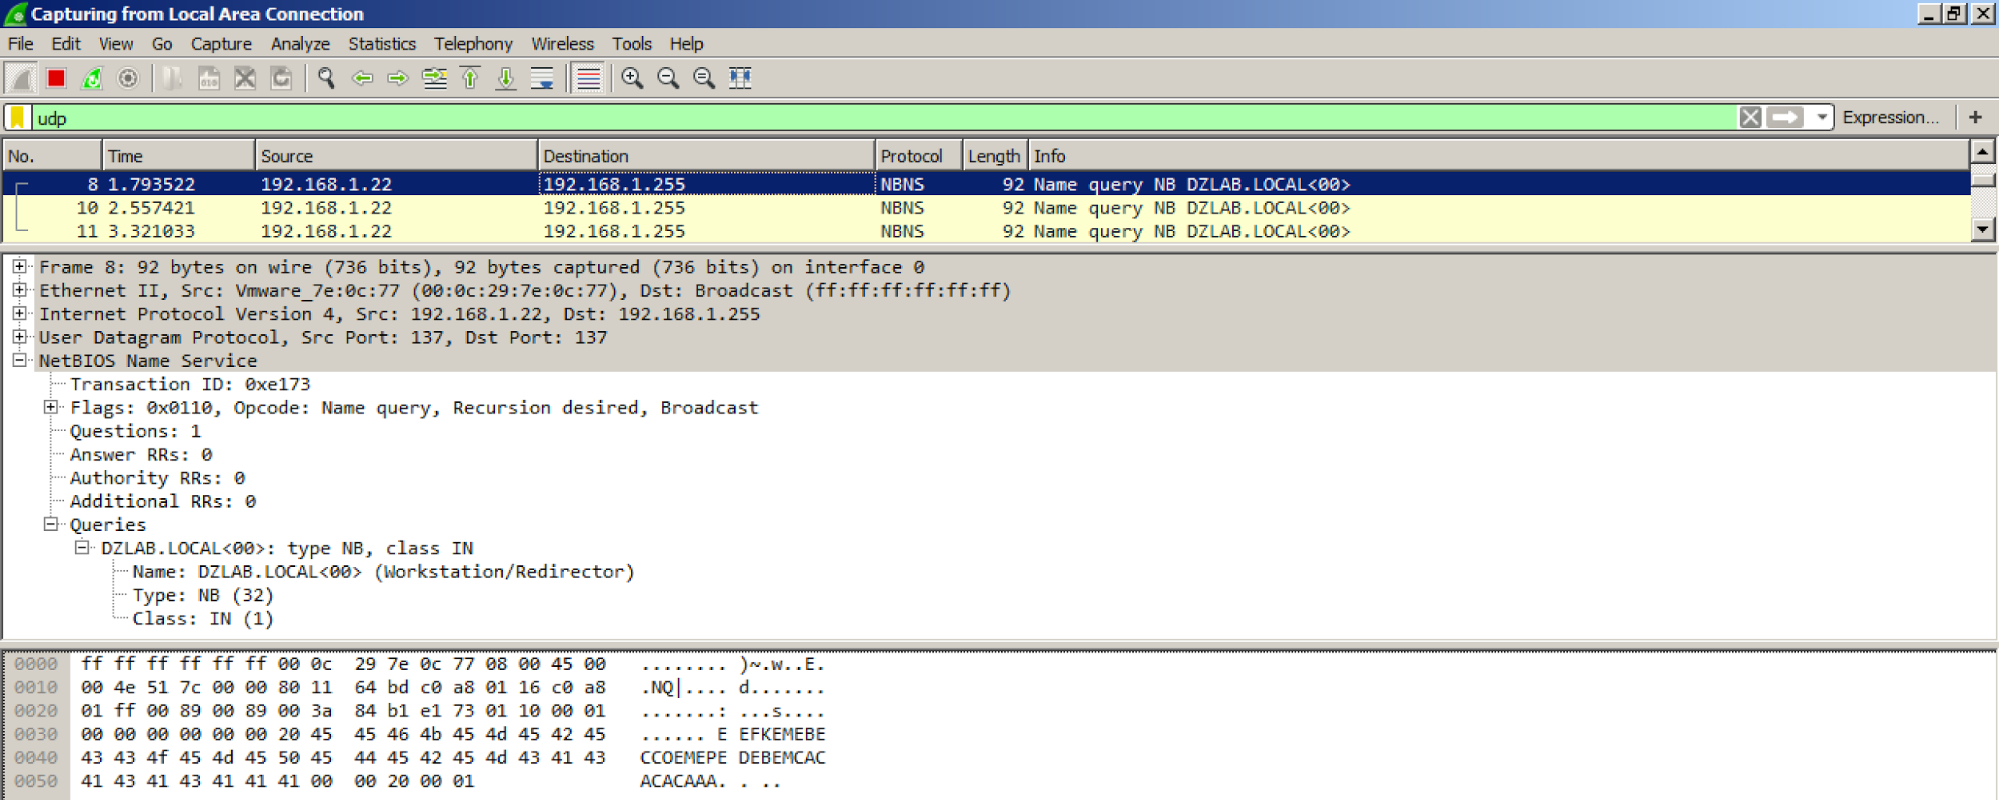 Capturing from Local Area Connection
File Edit View Go Capture Analyze Statistics Telephony Wireless Tools Help
udp Expression... +
No. Time Source Destination Protocol Length Info
8 1.793522 192.168.1.22 192.168.1.255 NBNS 92 Name query NB DZLAB.LOCAL<00>
10 2.557421 192.168.1.22 192.168.1.255 NBNS 92 Name query NB DZLAB.LOCAL<00>
11 3.321033 192.168.1.22 192.168.1.255 NBNS 92 Name query NB DZLAB.LOCAL<00>
Frame 8: 92 bytes on wire (736 bits), 92 bytes captured (736 bits) on interface 0
Ethernet II, Src: Vmware_7e:0c:77 (00:0c:29:7e:0c:77), Dst: Broadcast (ff:ff:ff:ff:ff:ff)
Internet Protocol Version 4, Src: 192.168.1.22, Dst: 192.168.1.255
User Datagram Protocol, Src Port: 137, Dst Port: 137
NetBIOS Name Service
Transaction ID: 0xe173
Flags: 0x0110, Opcode: Name query, Recursion desired, Broadcast
Questions: 1
Answer RRs: 0
Authority RRs: 0
Additional RRs: 0
Queries
DZLAB.LOCAL<00>: type NB, class IN
Name: DZLAB.LOCAL<00> (Workstation/Redirector)
Type: NB (32)
Class: IN (1)
0000 ff ff ff ff ff ff 00 0c 29 7e 0c 77 08 00 45 00 ........ )~.w..E.
0010 00 4e 51 7c 00 00 80 11 64 bd c0 a8 01 16 c0 a8 .NQ|.... d.......
0020 01 ff 00 89 00 89 00 3a 84 b1 e1 73 01 10 00 01 .......: ...s....
0030 00 00 00 00 00 00 20 45 45 46 4b 45 4d 45 42 45 ...... E EFKEMEBE
0040 43 43 4f 45 4d 45 50 45 44 45 42 45 4d 43 41 43 CCOEMEPE DEBEMCAC
0050 41 43 41 43 41 41 41 00 00 20 00 01 ACACAAA. . ..